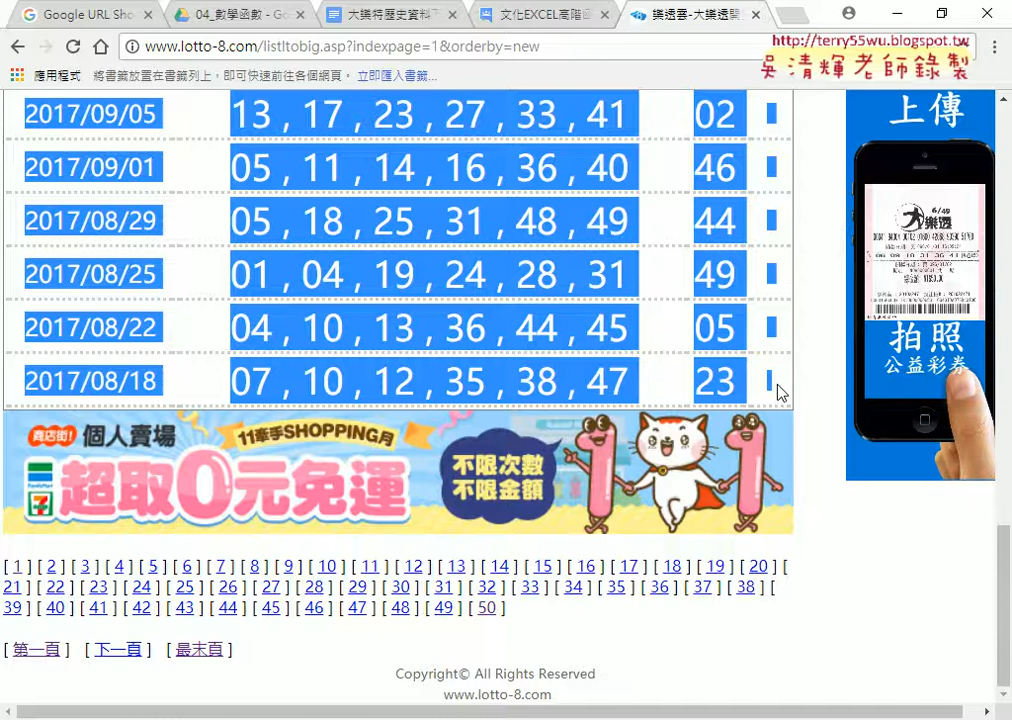 Google URL Sho
04_數學函數 - Go
大樂符歷史資料下
文化EXCEL高階函
樂透雲-大樂透開
www.lotto-8.com/listltobig.asp?indexpage=1&orderby=new
http://terry55wu.blogspot.tw
吳清輝老師錄製
應用程式 將書籤放置在書籤列上，即可快速前往各個網頁。 立即匯入書籤...
2017/09/05 13 , 17 , 23 , 27 , 33 , 41 02
2017/09/01 05 , 11 , 14 , 16 , 36 , 40 46
2017/08/29 05 , 18 , 25 , 31 , 48 , 49 44
2017/08/25 01 , 04 , 19 , 24 , 28 , 31 49
2017/08/22 04 , 10 , 13 , 36 , 44 , 45 05
2017/08/18 07 , 10 , 12 , 35 , 38 , 47 23
上傳
6/49
大樂透
拍照
公益彩券
商店街! 個人賣場
11牽手SHOPPING月
超取0元免運
FamilyMart
不限次數
不限金額
[ 1 ] [ 2 ] [ 3 ] [ 4 ] [ 5 ] [ 6 ] [ 7 ] [ 8 ] [ 9 ] [ 10 ] [ 11 ] [ 12 ] [ 13 ] [ 14 ] [ 15 ] [ 16 ] [ 17 ] [ 18 ] [ 19 ] [ 20 ] [
21 ] [ 22 ] [ 23 ] [ 24 ] [ 25 ] [ 26 ] [ 27 ] [ 28 ] [ 29 ] [ 30 ] [ 31 ] [ 32 ] [ 33 ] [ 34 ] [ 35 ] [ 36 ] [ 37 ] [ 38 ] [
39 ] [ 40 ] [ 41 ] [ 42 ] [ 43 ] [ 44 ] [ 45 ] [ 46 ] [ 47 ] [ 48 ] [ 49 ] [ 50 ]
[ 第一頁 ] [ 下一頁 ] [ 最末頁 ]
Copyright© All Rights Reserved
www.lotto-8.com